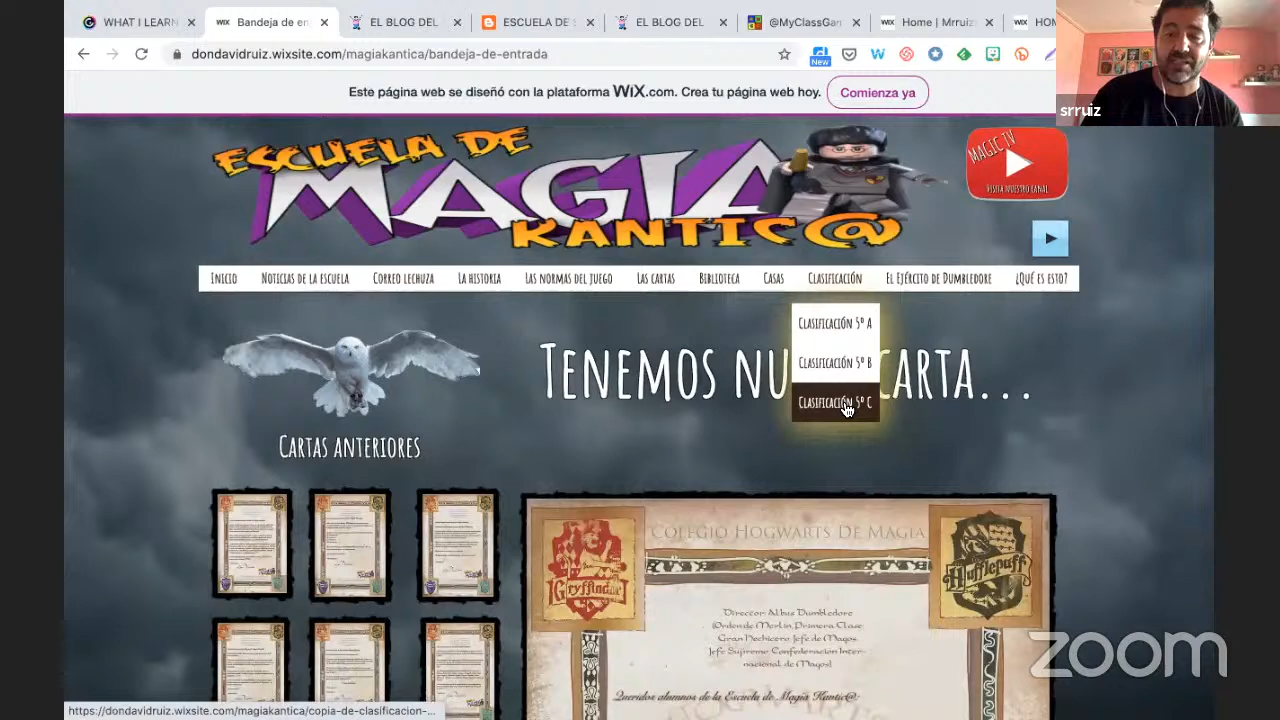 WHAT I LEARN
Bandeja de en
EL BLOG DEL
ESCUELA DE
EL BLOG DEL
@MyClassGan
Home | Mrruiz
HOM
dondavidruiz.wixsite.com/magiakantica/bandeja-de-entrada
New
Este página web se diseñó con la plataforma WiX.com. Crea tu página web hoy.
Comienza ya
srruiz
ESCUELA DE
MAGIA
KANTIC@
MAGIC TV
VISITA NUESTRO CANAL
INICIO
NOTICIAS DE LA ESCUELA
CORREO LECHUZA
LA HISTORIA
LAS NORMAS DEL JUEGO
LAS CARTAS
BIBLIOTECA
CASAS
CLASIFICACIÓN
EL EJÉRCITO DE DUMBLEDORE
¿QUÉ ES ESTO?
CLASIFICACIÓN 5º A
CLASIFICACIÓN 5º B
CLASIFICACIÓN 5º C
TENEMOS NU CARTA...
CARTAS ANTERIORES
COLEGIO HOGWARTS DE MAGIA
Gryffindor
Hufflepuff
Director: Albus Dumbledore
(Orden de Merlín, Primera Clase
Gran Hechicero, Jefe de Magos
Jefe Supremo, Confederación Inter-
nacional de Magos)
Queridos alumnos de la Escuela de Magia Kantic@:
zoom
https://dondavidruiz.wixsite.com/magiakantica/copia-de-clasificacion-...